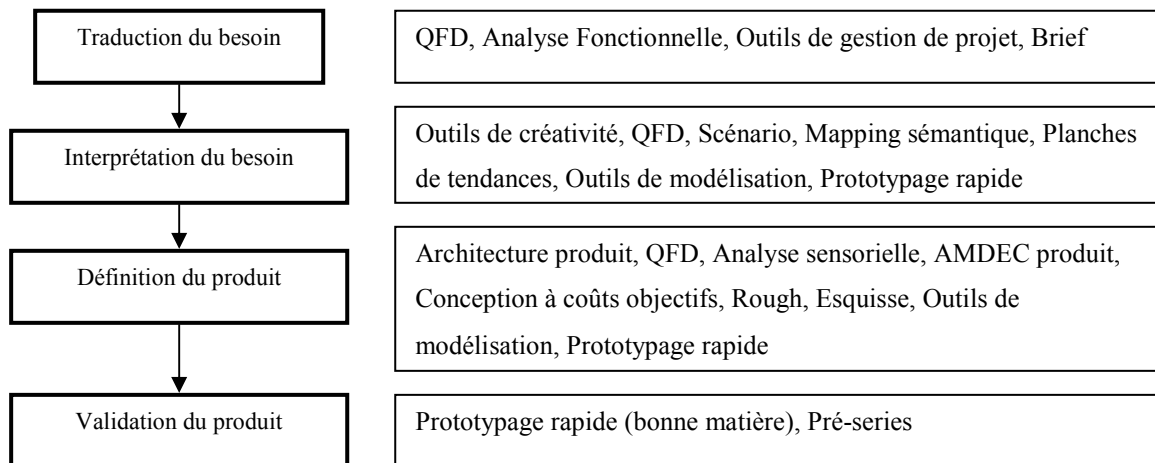 Traduction du besoin
QFD, Analyse Fonctionnelle, Outils de gestion de projet, Brief
Interprétation du besoin
Outils de créativité, QFD, Scénario, Mapping sémantique, Planches
de tendances, Outils de modélisation, Prototypage rapide
Définition du produit
Architecture produit, QFD, Analyse sensorielle, AMDEC produit,
Conception à coûts objectifs, Rough, Esquisse, Outils de
modélisation, Prototypage rapide
Validation du produit
Prototypage rapide (bonne matière), Pré-series